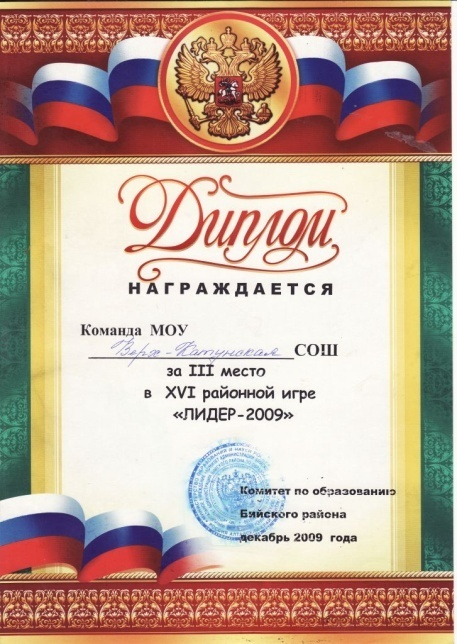 Диплом
НАГРАЖДАЕТСЯ
Команда МОУ
Верх-Катунская СОШ
за III место
в XVI районной игре
«ЛИДЕР-2009»
Комитет по образованию
Бийского района
декабрь 2009 года